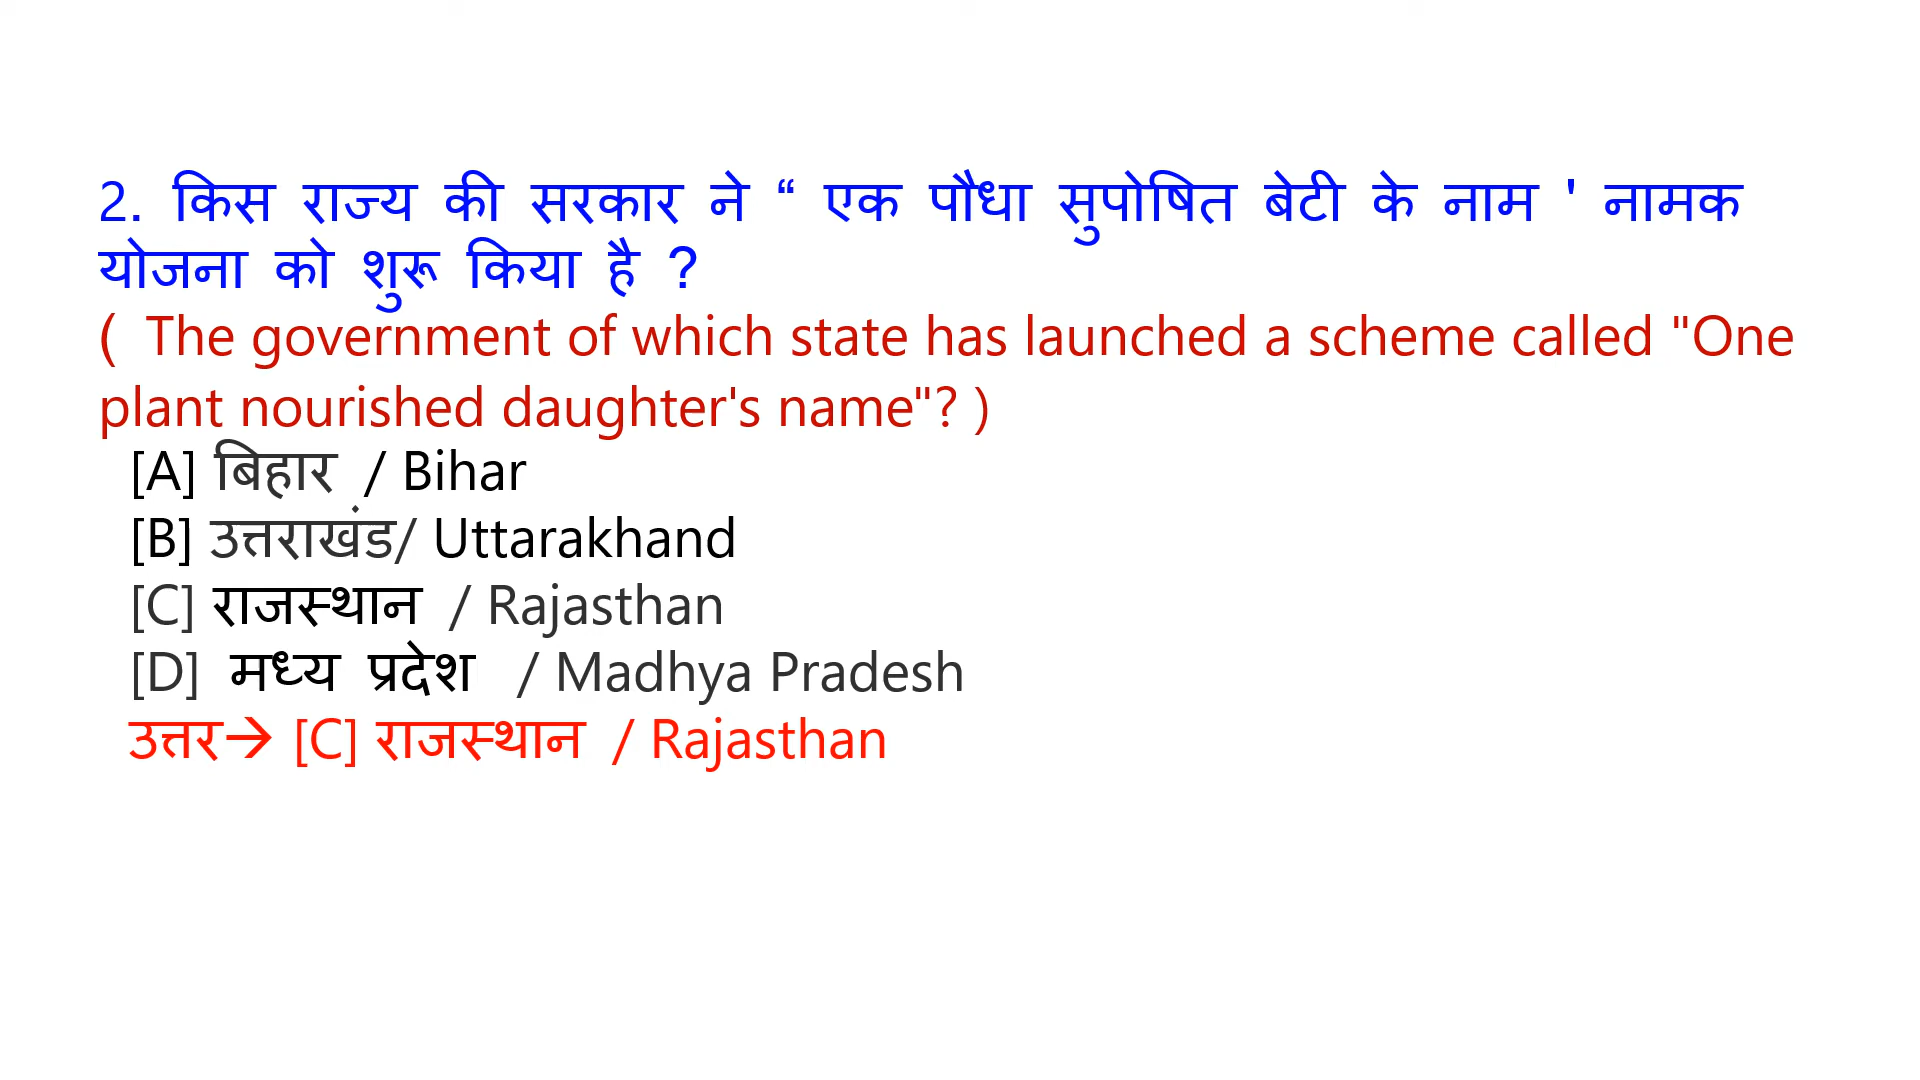 2. किस राज्य की सरकार ने “ एक पौधा सुपोषित बेटी के नाम ' नामक
योजना को शुरू किया है ?
( The government of which state has launched a scheme called "One
plant nourished daughter's name"? )
[A] बिहार / Bihar
[B] उत्तराखंड/ Uttarakhand
[C] राजस्थान / Rajasthan
[D] मध्य प्रदेश / Madhya Pradesh
उत्तर→ [C] राजस्थान / Rajasthan